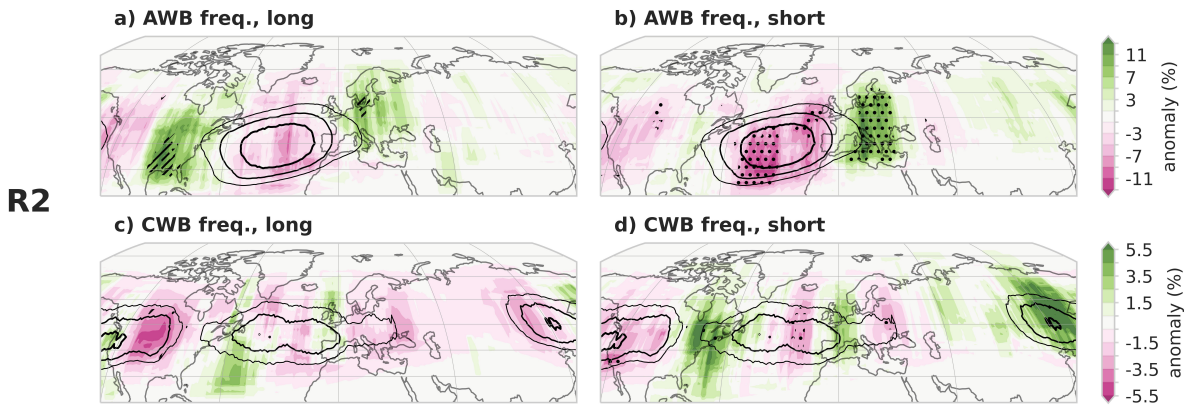 a) AWB freq., long
b) AWB freq., short
11
7
3
-3
-7
-11
anomaly (%)
R2
c) CWB freq., long
d) CWB freq., short
5.5
3.5
1.5
-1.5
-3.5
-5.5
anomaly (%)